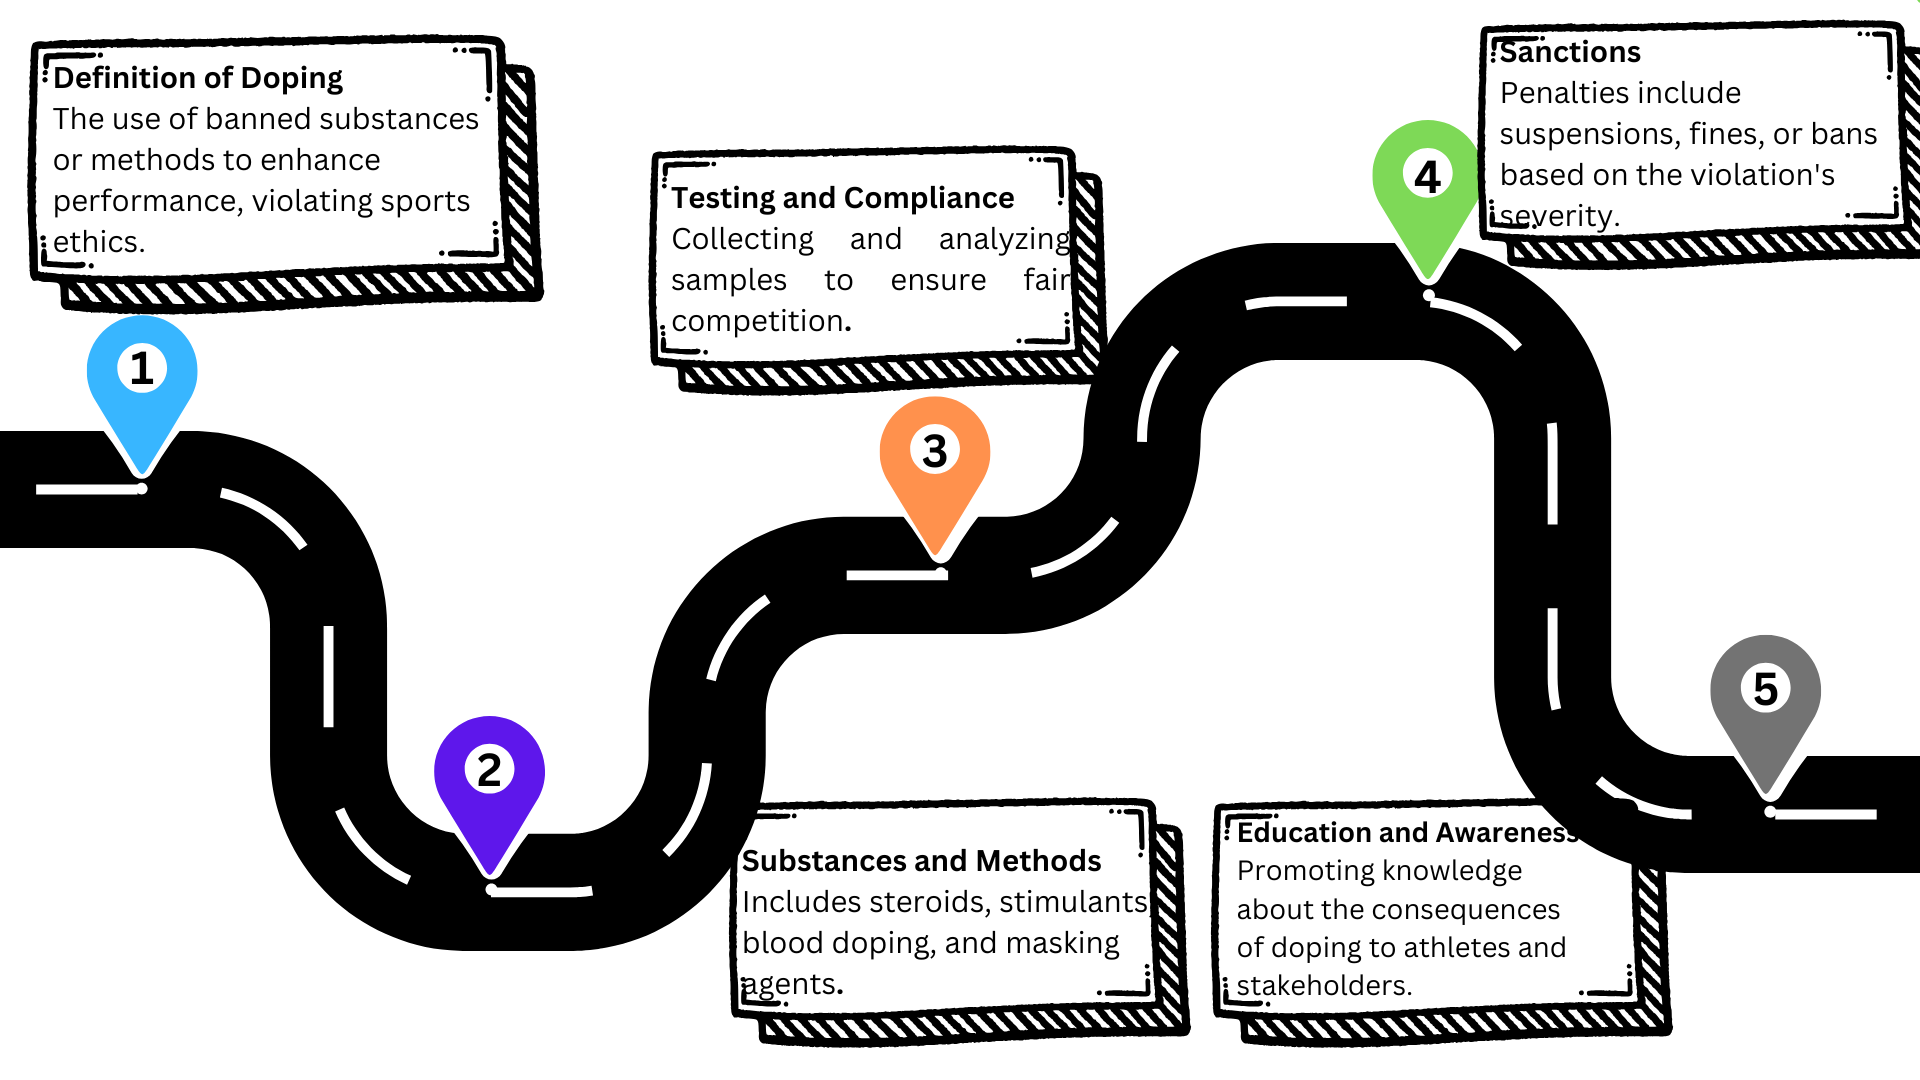 Definition of Doping
The use of banned substances
or methods to enhance
performance, violating sports
ethics.
1
2
Substances and Methods
Includes steroids, stimulants,
blood doping, and masking
agents.
Testing and Compliance
Collecting and analyzing
samples to ensure fair
competition.
3
4
Sanctions
Penalties include
suspensions, fines, or bans
based on the violation's
severity.
5
Education and Awareness
Promoting knowledge
about the consequences
of doping to athletes and
stakeholders.